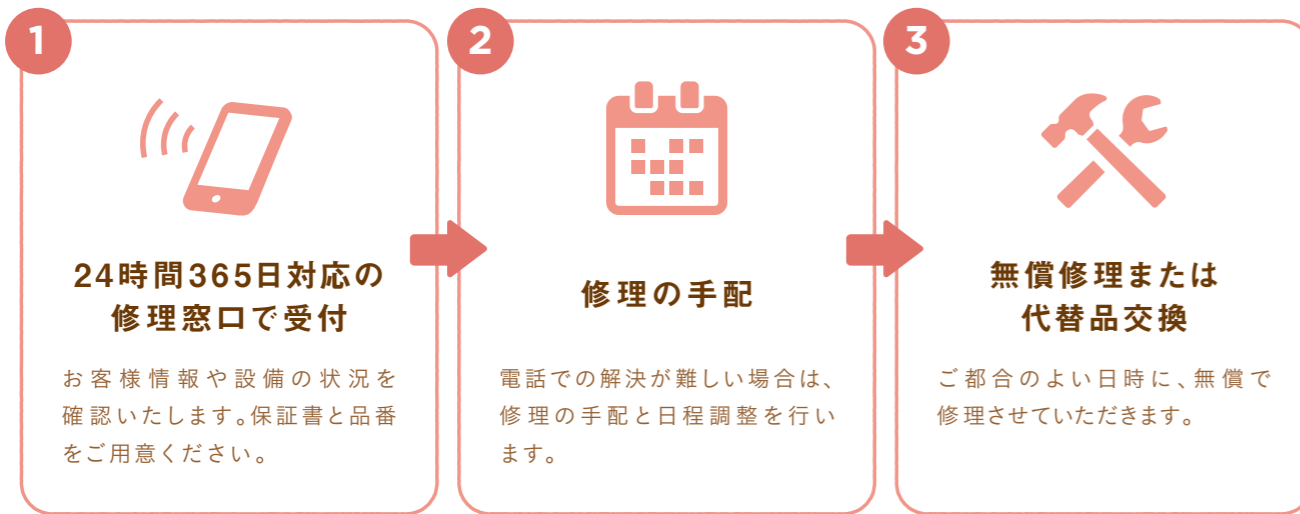 1
24時間365日対応の
修理窓口で受付
お客様情報や設備の状況を
確認いたします。保証書と品番
をご用意ください。
2
修理の手配
電話での解決が難しい場合は、
修理の手配と日程調整を行い
ます。
3
無償修理または
代替品交換
ご都合のよい日時に、無償で
修理させていただきます。